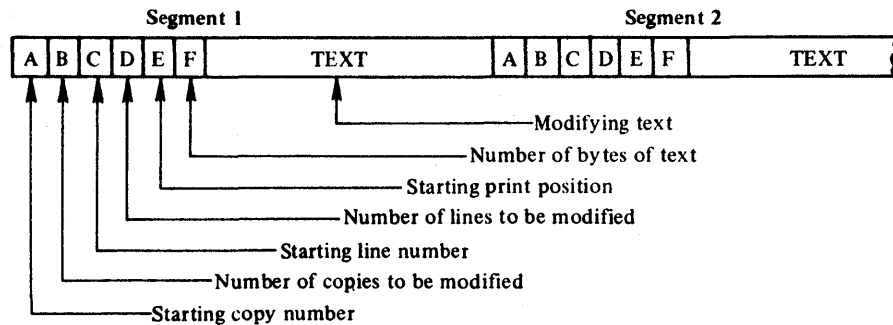 Segment 1 Segment 2
A B C D E F TEXT A B C D E F TEXT
Modifying text
Number of bytes of text
Starting print position
Number of lines to be modified
Starting line number
Number of copies to be modified
Starting copy number